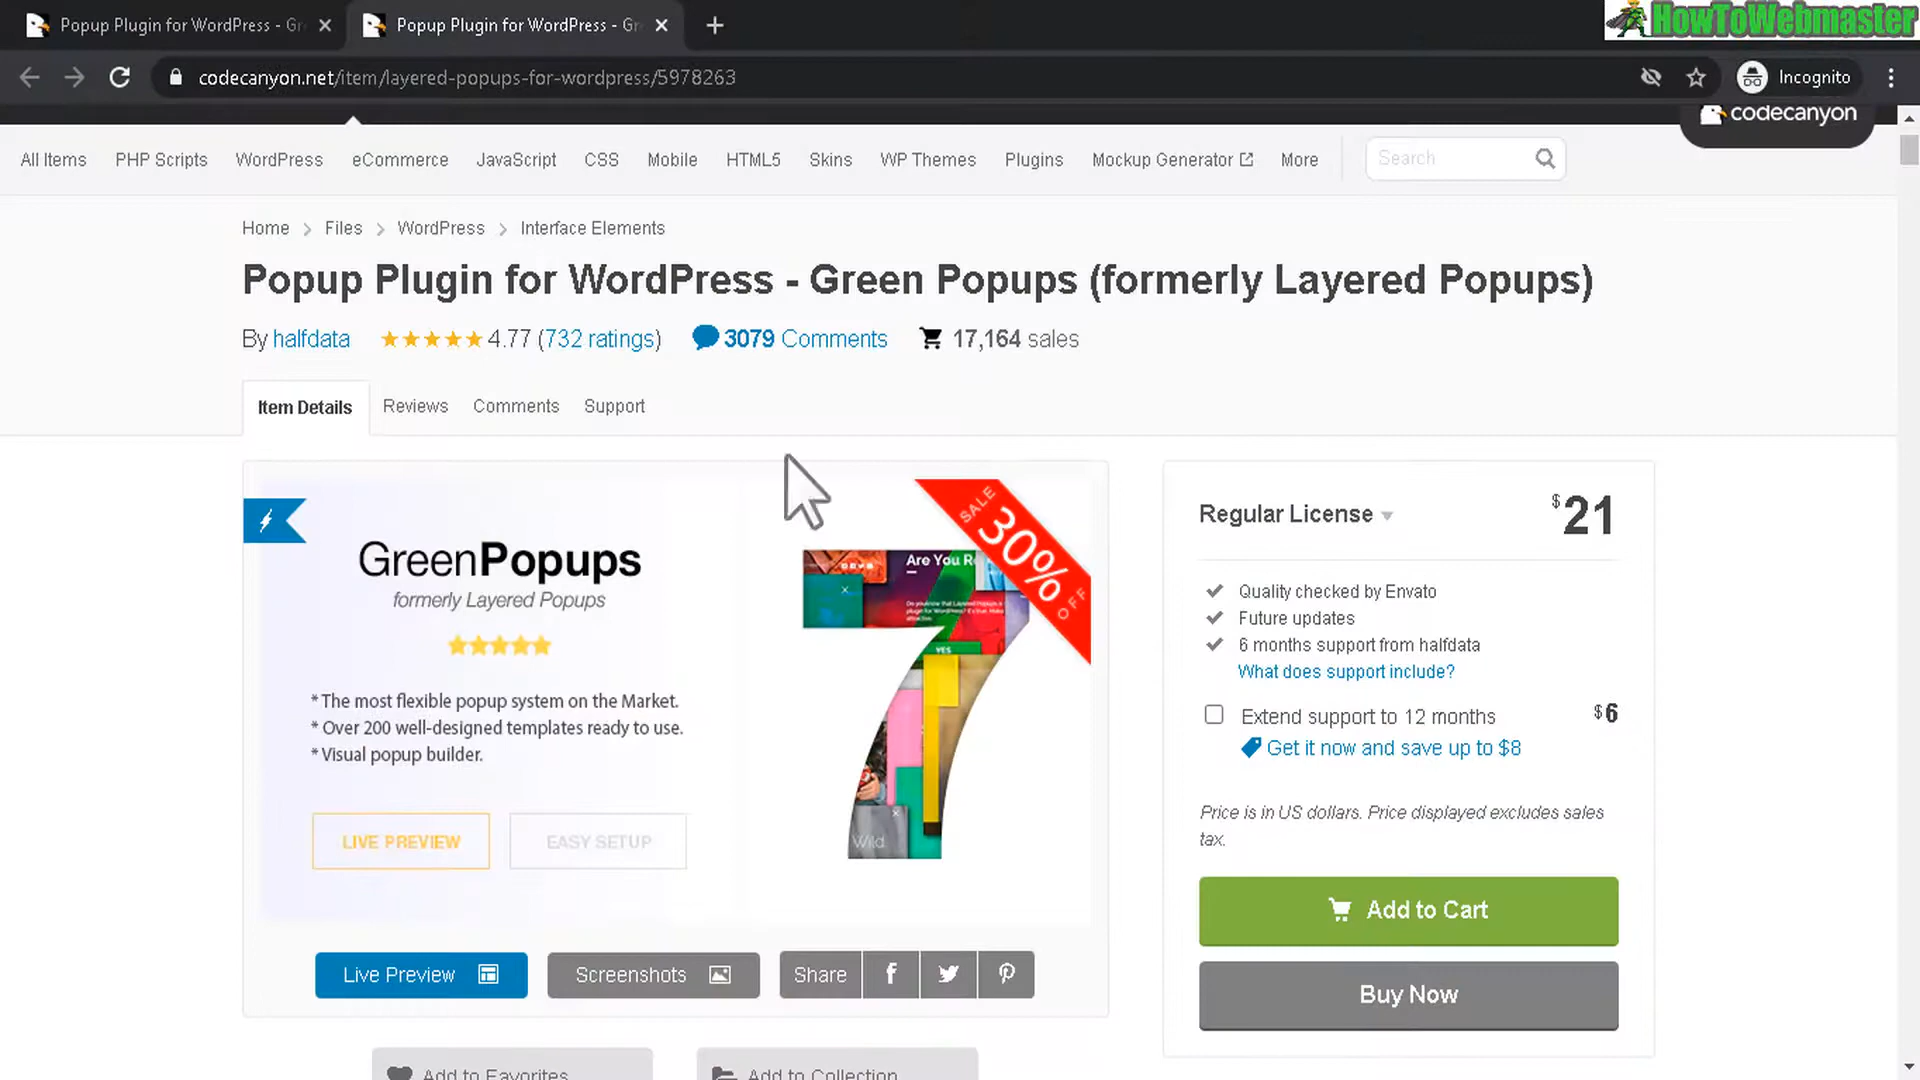 Popup Plugin for WordPress - Gr
Popup Plugin for WordPress - Gr
HowToWebmaster
codecanyon.net/item/layered-popups-for-wordpress/5978263
Incognito
codecanyon
All Items PHP Scripts WordPress eCommerce JavaScript CSS Mobile HTML5 Skins WP Themes Plugins Mockup Generator More Search
Home Files WordPress Interface Elements
Popup Plugin for WordPress - Green Popups (formerly Layered Popups)
By halfdata 4.77 (732 ratings) 3079 Comments 17,164 sales
Item Details Reviews Comments Support
GreenPopups
formerly Layered Popups
* The most flexible popup system on the Market.
* Over 200 well-designed templates ready to use.
* Visual popup builder.
LIVE PREVIEW EASY SETUP
SALE
30%
OFF
Are You R
YES
Wild
Live Preview Screenshots Share
Add to Favorites Add to Collection
Regular License $21
Quality checked by Envato
Future updates
6 months support from halfdata
What does support include?
Extend support to 12 months $6
Get it now and save up to $8
Price is in US dollars. Price displayed excludes sales
tax.
Add to Cart
Buy Now